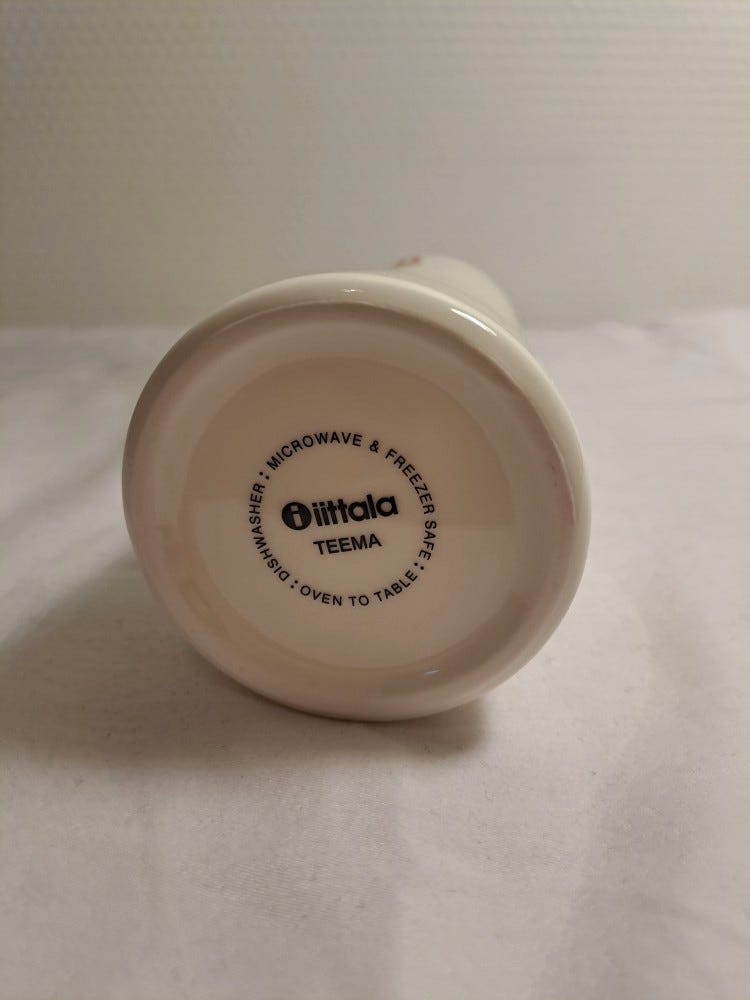 DISHWASHER : MICROWAVE & FREEZER SAFE : OVEN TO TABLE :
i iittala
TEEMA